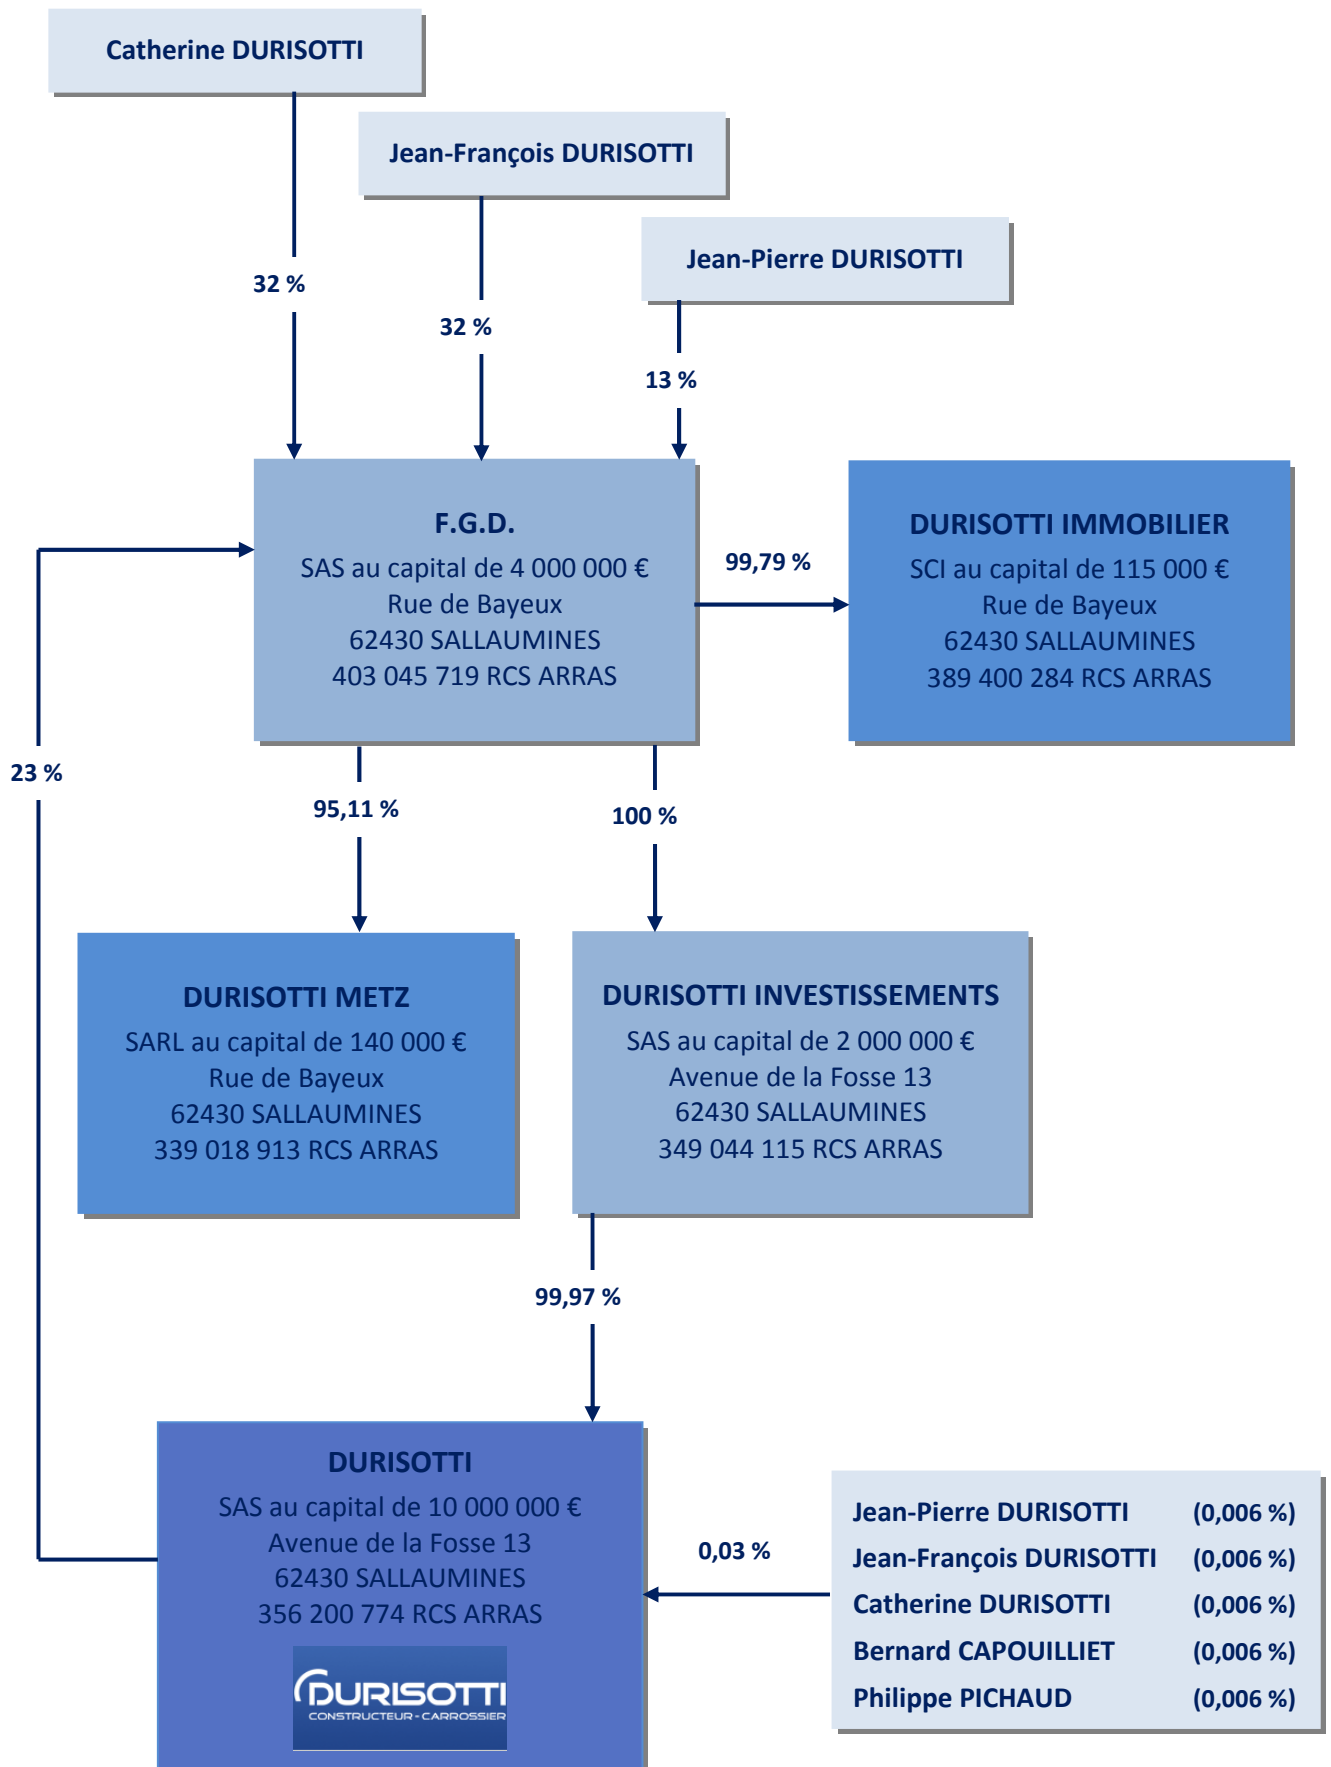 Catherine DURISOTTI
Jean-François DURISOTTI
Jean-Pierre DURISOTTI
32 %
32 %
13 %
F.G.D.
SAS au capital de 4 000 000 €
Rue de Bayeux
62430 SALLAUMINES
403 045 719 RCS ARRAS
99,79 %
DURISOTTI IMMOBILIER
SCI au capital de 115 000 €
Rue de Bayeux
62430 SALLAUMINES
389 400 284 RCS ARRAS
23 %
95,11 %
100 %
DURISOTTI METZ
SARL au capital de 140 000 €
Rue de Bayeux
62430 SALLAUMINES
339 018 913 RCS ARRAS
DURISOTTI INVESTISSEMENTS
SAS au capital de 2 000 000 €
Avenue de la Fosse 13
62430 SALLAUMINES
349 044 115 RCS ARRAS
99,97 %
DURISOTTI
SAS au capital de 10 000 000 €
Avenue de la Fosse 13
62430 SALLAUMINES
356 200 774 RCS ARRAS
DURISOTTI
CONSTRUCTEUR - CARROSSIER
0,03 %
Jean-Pierre DURISOTTI (0,006 %)
Jean-François DURISOTTI (0,006 %)
Catherine DURISOTTI (0,006 %)
Bernard CAPOUILLIET (0,006 %)
Philippe PICHAUD (0,006 %)